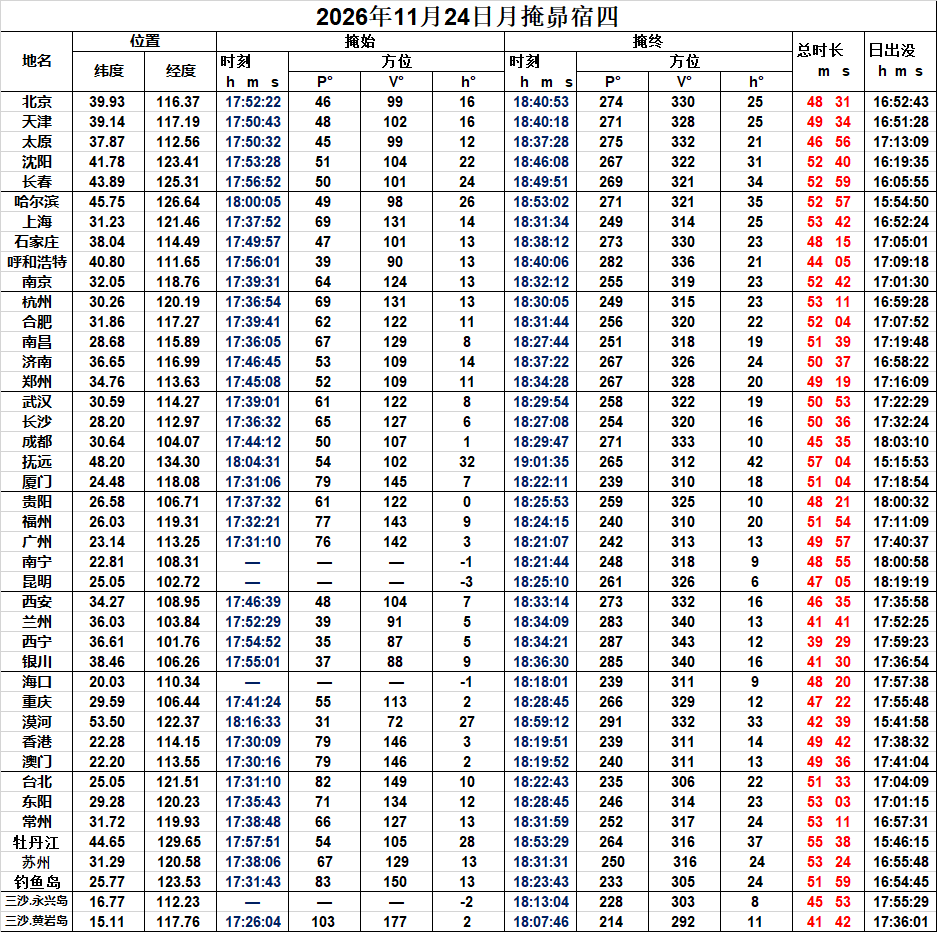 2026年11月24日月掩昴宿四
地名 位置 掩始 掩终 总时长 日出没
纬度 经度 时刻 方位 时刻 方位 m s h m s
h m s P° V° h° h m s P° V° h°
北京 39.93 116.37 17:52:22 46 99 16 18:40:53 274 330 25 48 31 16:52:43
天津 39.14 117.19 17:50:43 48 102 16 18:40:18 271 328 25 49 34 16:51:28
太原 37.87 112.56 17:50:32 45 99 12 18:37:28 275 332 21 46 56 17:13:09
沈阳 41.78 123.41 17:53:28 51 104 22 18:46:08 267 322 31 52 40 16:19:35
长春 43.89 125.31 17:56:52 50 101 24 18:49:51 269 321 34 52 59 16:05:55
哈尔滨 45.75 126.64 18:00:05 49 98 26 18:53:02 271 321 35 52 57 15:54:50
上海 31.23 121.46 17:37:52 69 131 14 18:31:34 249 314 25 53 42 16:52:24
石家庄 38.04 114.49 17:49:57 47 101 13 18:38:12 273 330 23 48 15 17:05:01
呼和浩特 40.80 111.65 17:56:01 39 90 13 18:40:06 282 336 21 44 05 17:09:18
南京 32.05 118.76 17:39:31 64 124 13 18:32:12 255 319 23 52 42 17:01:30
杭州 30.26 120.19 17:36:54 69 131 13 18:30:05 249 315 23 53 11 16:59:28
合肥 31.86 117.27 17:39:41 62 122 11 18:31:44 256 320 22 52 04 17:07:52
南昌 28.68 115.89 17:36:05 67 129 8 18:27:44 251 318 19 51 39 17:19:48
济南 36.65 116.99 17:46:45 53 109 14 18:37:22 267 326 24 50 37 16:58:22
郑州 34.76 113.63 17:45:08 52 109 11 18:34:28 267 328 20 49 19 17:16:09
武汉 30.59 114.27 17:39:01 61 122 8 18:29:54 258 322 19 50 53 17:22:29
长沙 28.20 112.97 17:36:32 65 127 6 18:27:08 254 320 16 50 36 17:32:24
成都 30.64 104.07 17:44:12 50 107 1 18:29:47 271 333 10 45 35 18:03:10
抚远 48.20 134.30 18:04:31 54 102 32 19:01:35 265 312 42 57 04 15:15:53
厦门 24.48 118.08 17:31:06 79 145 7 18:22:11 239 310 18 51 04 17:18:54
贵阳 26.58 106.71 17:37:32 61 122 0 18:25:53 259 325 10 48 21 18:00:32
福州 26.03 119.31 17:32:21 77 143 9 18:24:15 240 310 20 51 54 17:11:09
广州 23.14 113.25 17:31:10 76 142 3 18:21:07 242 313 13 49 57 17:40:37
南宁 22.81 108.31 — — — -1 18:21:44 248 318 9 48 55 18:00:58
昆明 25.05 102.72 — — — -3 18:25:10 261 326 6 47 05 18:19:19
西安 34.27 108.95 17:46:39 48 104 7 18:33:14 273 332 16 46 35 17:35:58
兰州 36.03 103.84 17:52:29 39 91 5 18:34:09 283 340 13 41 41 17:52:25
西宁 36.61 101.76 17:54:52 35 87 5 18:34:21 287 343 12 39 29 17:59:23
银川 38.46 106.26 17:55:01 37 88 9 18:36:30 285 340 16 41 30 17:36:54
海口 20.03 110.34 — — — -1 18:18:01 239 311 9 48 20 17:57:38
重庆 29.59 106.44 17:41:24 55 113 2 18:28:45 266 329 12 47 22 17:55:48
漠河 53.50 122.37 18:16:33 31 72 27 18:59:12 291 332 33 42 39 15:41:58
香港 22.28 114.15 17:30:09 79 146 3 18:19:51 239 311 14 49 42 17:38:32
澳门 22.20 113.55 17:30:16 79 146 2 18:19:52 240 311 13 49 36 17:41:04
台北 25.05 121.51 17:31:10 82 149 10 18:22:43 235 306 22 51 33 17:04:09
东阳 29.28 120.23 17:35:43 71 134 12 18:28:45 246 314 23 53 03 17:01:15
常州 31.72 119.93 17:38:48 66 127 13 18:31:59 252 317 24 53 11 16:57:31
牡丹江 44.65 129.65 17:57:51 54 105 28 18:53:29 264 316 37 55 38 15:46:15
苏州 31.29 120.58 17:38:06 67 129 13 18:31:31 250 316 24 53 24 16:55:48
钓鱼岛 25.77 123.53 17:31:43 83 150 13 18:23:43 233 305 24 51 59 16:54:45
三沙.永兴岛 16.77 112.23 — — — -2 18:13:04 228 303 8 45 53 17:55:29
三沙.黄岩岛 15.11 117.76 17:26:04 103 177 2 18:07:46 214 292 11 41 42 17:36:01